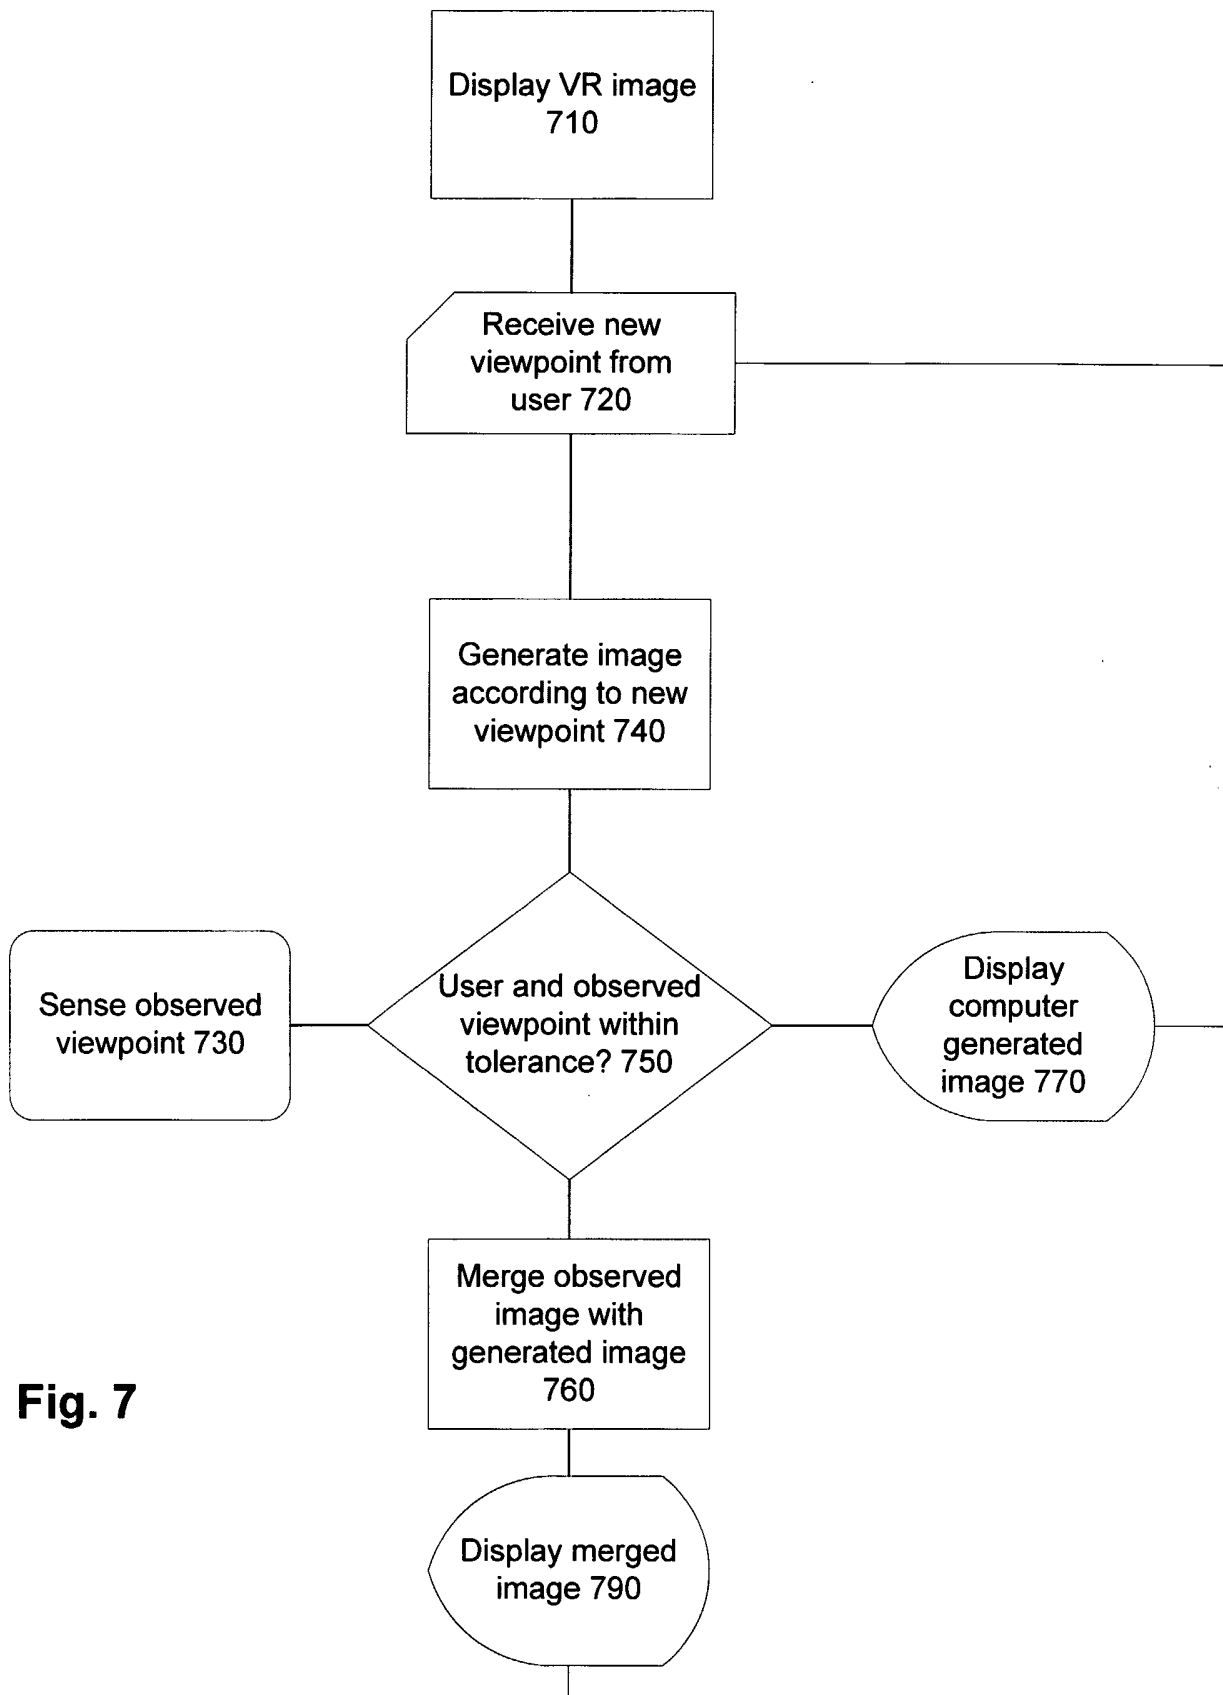 Display VR image
710
Receive new
viewpoint from
user 720
Generate image
according to new
viewpoint 740
Sense observed
viewpoint 730
User and observed
viewpoint within
tolerance? 750
Display
computer
generated
image 770
Merge observed
image with
generated image
760
Fig. 7
Display merged
image 790